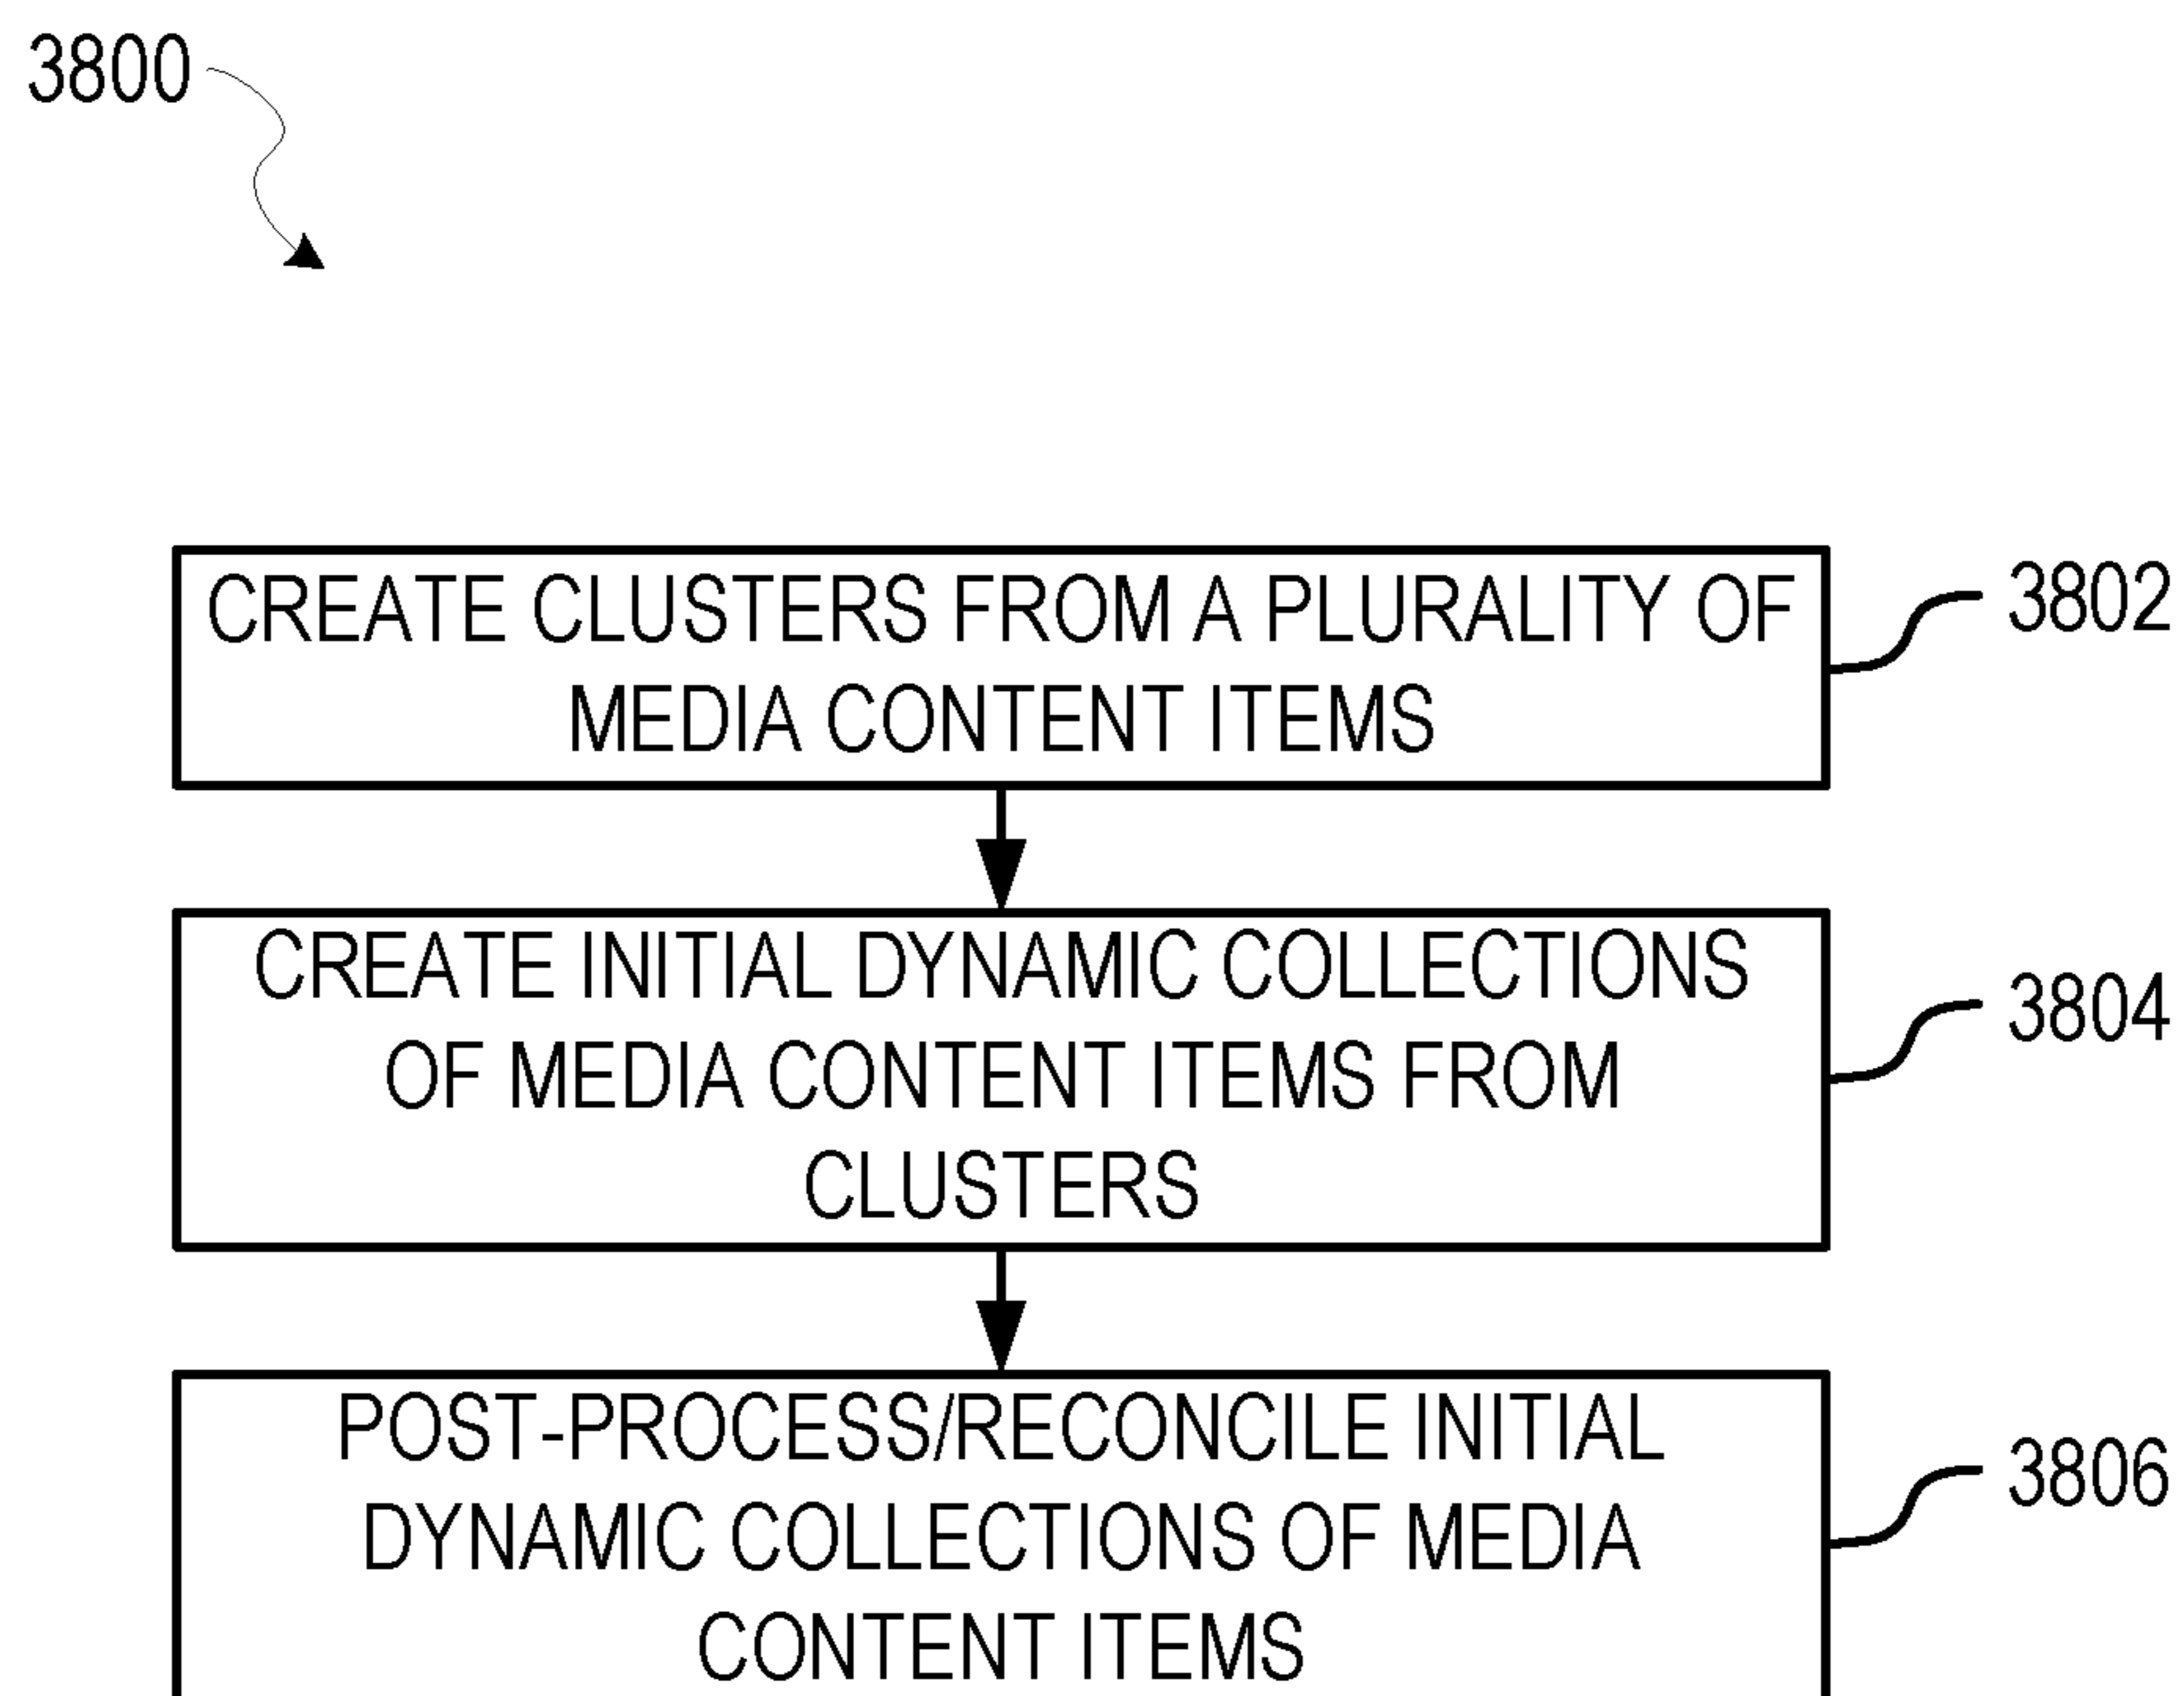 3800
CREATE CLUSTERS FROM A PLURALITY OF
MEDIA CONTENT ITEMS
3802
CREATE INITIAL DYNAMIC COLLECTIONS
OF MEDIA CONTENT ITEMS FROM
CLUSTERS
3804
POST-PROCESS/RECONCILE INITIAL
DYNAMIC COLLECTIONS OF MEDIA
CONTENT ITEMS
3806